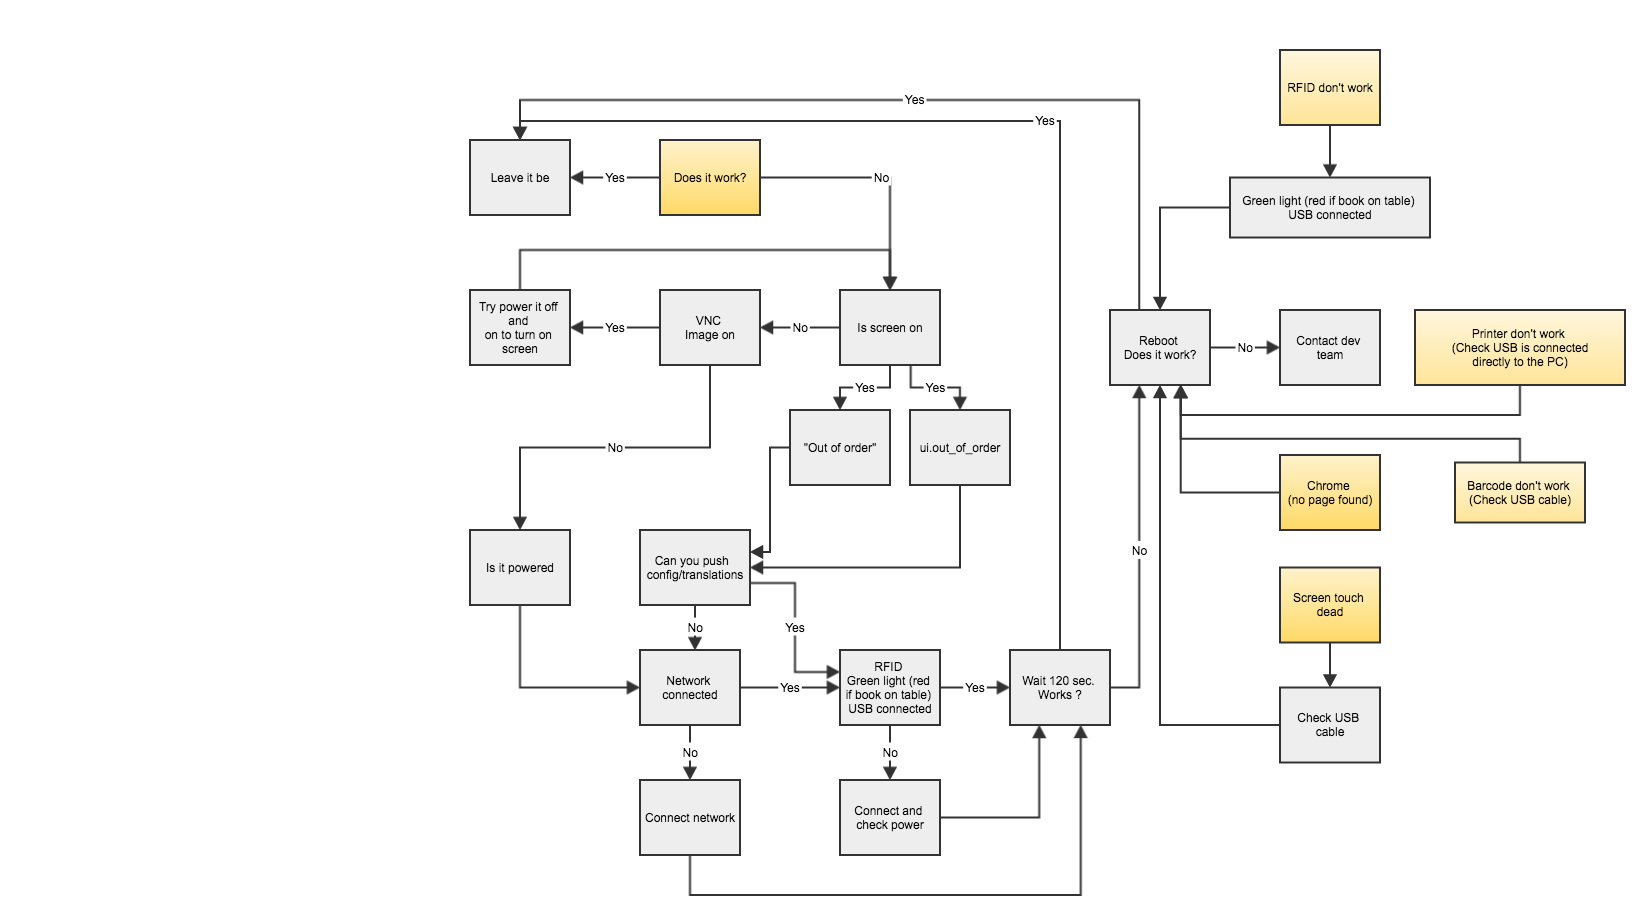 RFID don't work
Yes
Yes
Leave it be
Yes
Does it work?
No
Green light (red if book on table)
USB connected
Try power it off
and
on to turn on
screen
Yes
VNC
Image on
No
Is screen on
Reboot
Does it work?
No
Contact dev
team
Printer don't work
(Check USB is connected
directly to the PC)
Yes
Yes
No
"Out of order"
ui.out_of_order
Chrome
(no page found)
Barcode don't work
(Check USB cable)
No
Is it powered
Can you push
config/translations
Screen touch
dead
No
Yes
Network
connected
Yes
RFID
Green light (red
if book on table)
USB connected
Yes
Wait 120 sec.
Works ?
Check USB
cable
No
No
Connect network
Connect and
check power